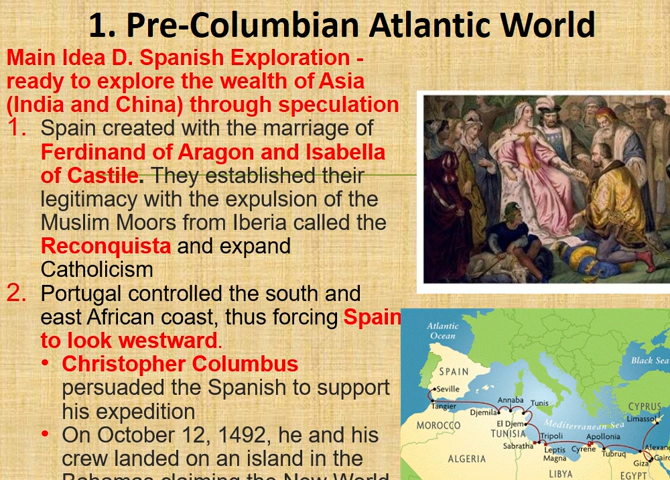 1. Pre-Columbian Atlantic World
Main Idea D. Spanish Exploration -
ready to explore the wealth of Asia
(India and China) through speculation
1. Spain created with the marriage of
Ferdinand of Aragon and Isabella
of Castile. They established their
legitimacy with the expulsion of the
Muslim Moors from Iberia called the
Reconquista and expand
Catholicism
2. Portugal controlled the south and
east African coast, thus forcing Spain
to look westward.
• Christopher Columbus
persuaded the Spanish to support
his expedition
• On October 12, 1492, he and his
crew landed on an island in the
Bahamas claiming the New World
Atlantic
Ocean
Black Sea
SPAIN
Seville
Tangier
Annaba
Tunis
Djemila
CYPRUS
Limassol
MOROCCO
El Djem
TUNISIA
Mediterranean Sea
Tripoli
Apollonia
Sabratha
Leptis
Magna
Cyrene
Tubruq
Giza
ALGERIA
LIBYA
EGYPT